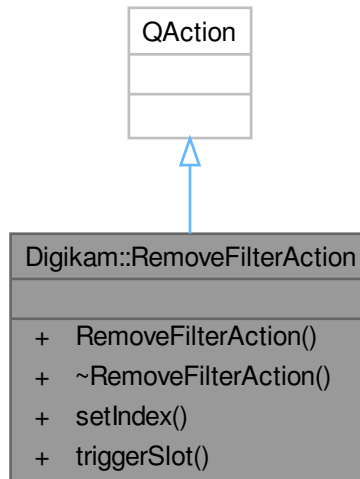 QAction
Digikam::RemoveFilterAction
+ RemoveFilterAction()
+ ~RemoveFilterAction()
+ setIndex()
+ triggerSlot()